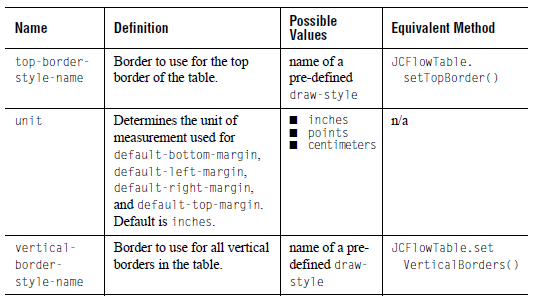 Name Definition Possible Values Equivalent Method
top-border-style-name Border to use for the top border of the table. name of a pre-defined draw-style JCFlowTable.setTopBorder()
unit Determines the unit of measurement used for default-bottom-margin, default-left-margin, default-right-margin, and default-top-margin. Default is inches. ■ inches ■ points ■ centimeters n/a
vertical-border-style-name Border to use for all vertical borders in the table. name of a pre-defined draw-style JCFlowTable.setVerticalBorders()